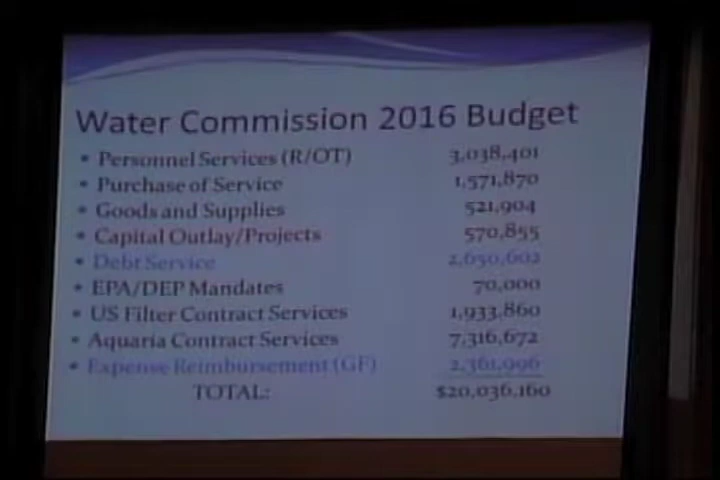 Water Commission 2016 Budget
• Personnel Services (R/OT) 3,038,401
• Purchase of Service 1,571,870
• Goods and Supplies 521,904
• Capital Outlay/Projects 570,855
• Debt Service 2,650,602
• EPA/DEP Mandates 70,000
• US Filter Contract Services 1,933,860
• Aquaria Contract Services 7,316,672
• Expense Reimbursement (GF) 2,361,996
TOTAL: $20,036,160